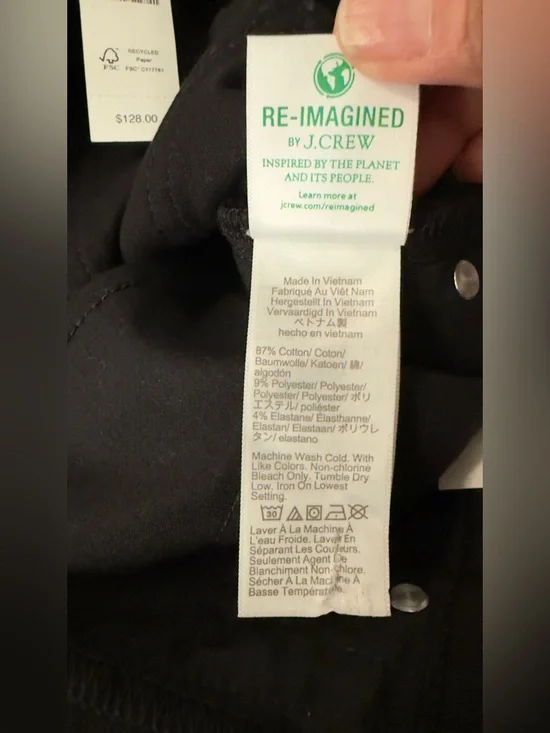 RECYCLED
Paper
FSC
FSC® C117761
$128.00
RE-IMAGINED
BY J.CREW
INSPIRED BY THE PLANET
AND ITS PEOPLE.
Learn more at
jcrew.com/reimagined
Made In Vietnam
Fabriqué Au Viêt Nam
Hergestellt In Vietnam
Vervaardigd In Vietnam
ベトナム製
hecho en vietnam
87% Cotton/ Coton/
Baumwolle/ Katoen/ 綿/
algodón
9% Polyester/ Polyester/
Polyester/ Polyester/ ポリ
エステル/ poliéster
4% Elastane/ Élasthanne/
Elastan/ Elastaan/ ポリウレ
タン/ elastano
Machine Wash Cold. With
Like Colors. Non-chlorine
Bleach Only. Tumble Dry
Low. Iron On Lowest
Setting.
30
Laver À La Machine À
L'eau Froide. Laver En
Séparant Les Couleurs.
Seulement Agent De
Blanchiment Non-chlore.
Sécher À La Machine À
Basse Température.